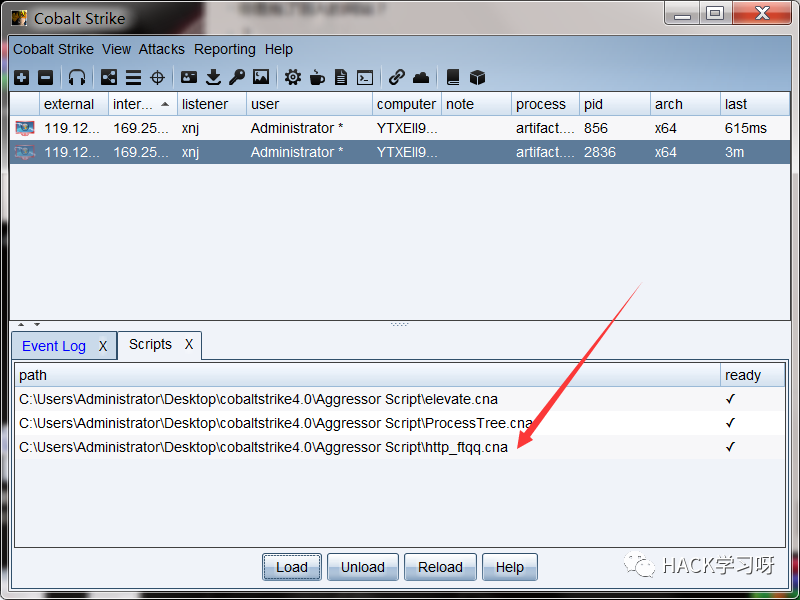 Cobalt Strike
Cobalt Strike View Attacks Reporting Help
external inter... listener user computer note process pid arch last
119.12... 169.25... xnj Administrator * YTXEll9... artifact.... 856 x64 615ms
119.12... 169.25... xnj Administrator * YTXEll9... artifact.... 2836 x64 3m
Event Log X Scripts X
path ready
C:\Users\Administrator\Desktop\cobaltstrike4.0\Aggressor Script\elevate.cna ✓
C:\Users\Administrator\Desktop\cobaltstrike4.0\Aggressor Script\ProcessTree.cna ✓
C:\Users\Administrator\Desktop\cobaltstrike4.0\Aggressor Script\http_ftqq.cna ✓
Load Unload Reload Help
HACK学习呀